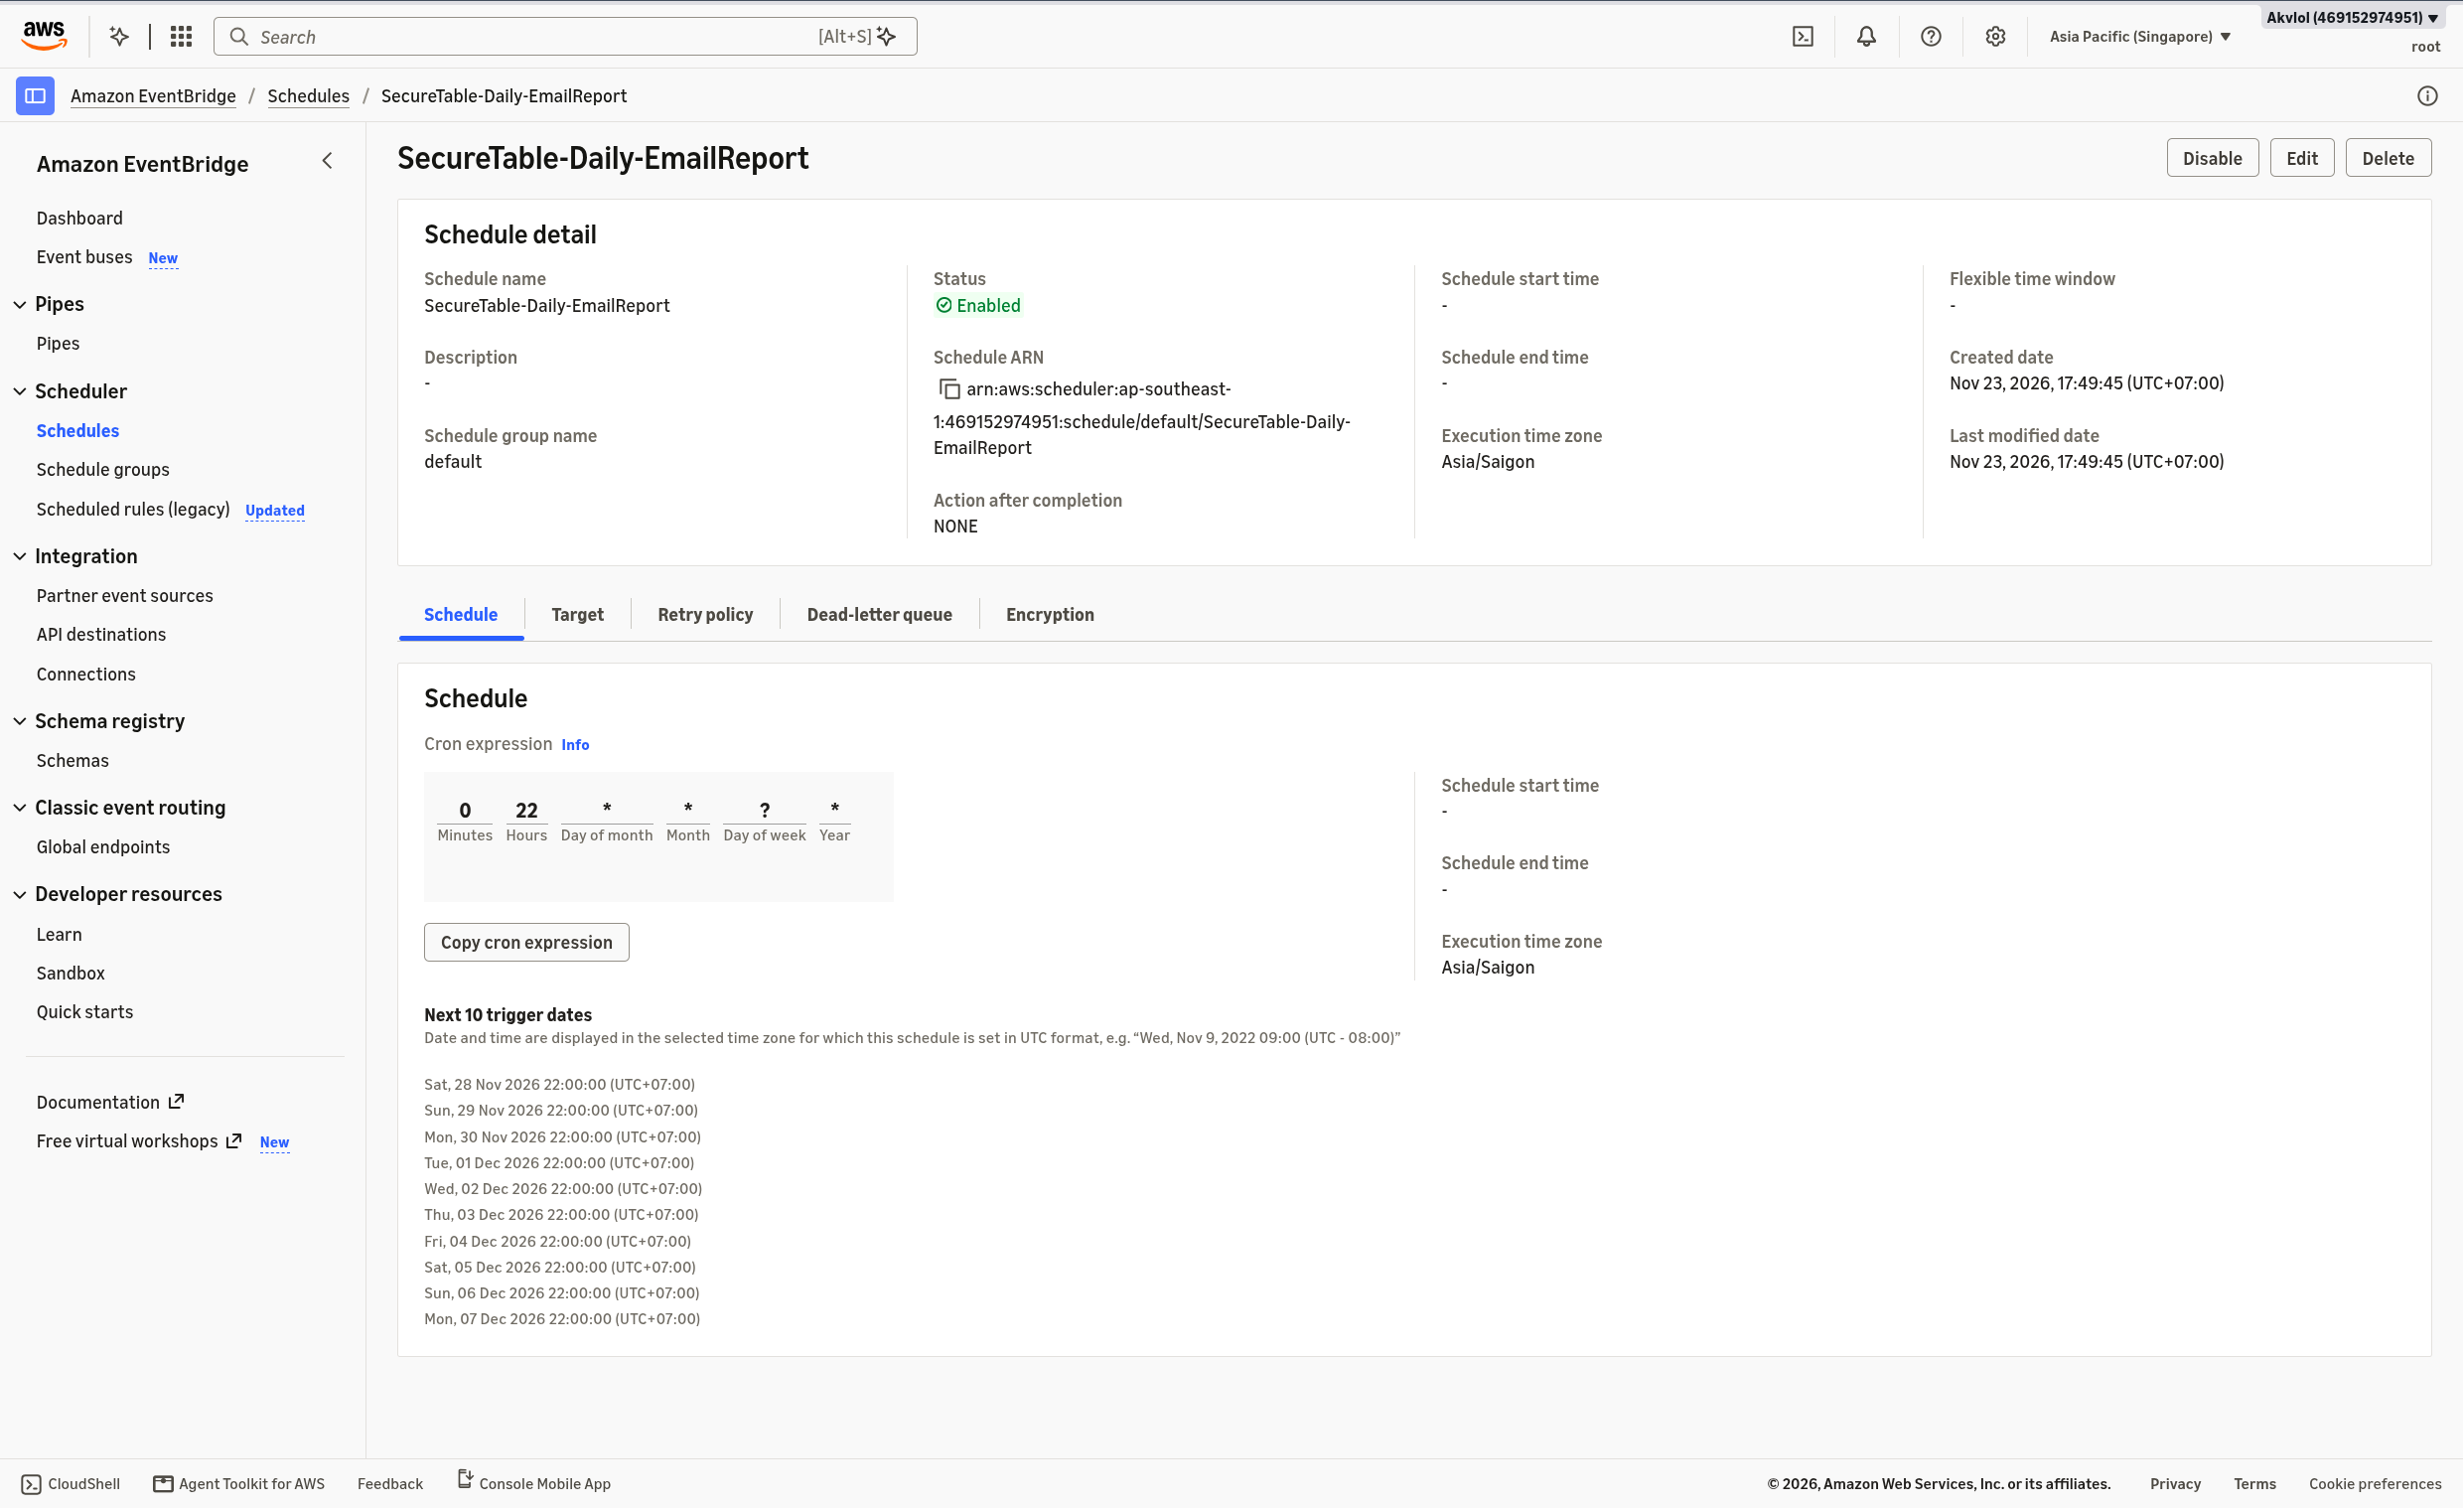 aws
Search [Alt+S]
Asia Pacific (Singapore)
Akvlol (469152974951)
root
Amazon EventBridge / Schedules / SecureTable-Daily-EmailReport
Amazon EventBridge
Dashboard
Event buses New
Pipes
Pipes
Scheduler
Schedules
Schedule groups
Scheduled rules (legacy) Updated
Integration
Partner event sources
API destinations
Connections
Schema registry
Schemas
Classic event routing
Global endpoints
Developer resources
Learn
Sandbox
Quick starts
Documentation
Free virtual workshops New
SecureTable-Daily-EmailReport
Disable Edit Delete
Schedule detail
Schedule name
SecureTable-Daily-EmailReport
Description
-
Schedule group name
default
Status
Enabled
Schedule ARN
arn:aws:scheduler:ap-southeast-
1:469152974951:schedule/default/SecureTable-Daily-
EmailReport
Action after completion
NONE
Schedule start time
-
Schedule end time
-
Execution time zone
Asia/Saigon
Flexible time window
-
Created date
Nov 23, 2026, 17:49:45 (UTC+07:00)
Last modified date
Nov 23, 2026, 17:49:45 (UTC+07:00)
Schedule Target Retry policy Dead-letter queue Encryption
Schedule
Cron expression Info
0 22 * * ? *
Minutes Hours Day of month Month Day of week Year
Copy cron expression
Schedule start time
-
Schedule end time
-
Execution time zone
Asia/Saigon
Next 10 trigger dates
Date and time are displayed in the selected time zone for which this schedule is set in UTC format, e.g. “Wed, Nov 9, 2022 09:00 (UTC - 08:00)”
Sat, 28 Nov 2026 22:00:00 (UTC+07:00)
Sun, 29 Nov 2026 22:00:00 (UTC+07:00)
Mon, 30 Nov 2026 22:00:00 (UTC+07:00)
Tue, 01 Dec 2026 22:00:00 (UTC+07:00)
Wed, 02 Dec 2026 22:00:00 (UTC+07:00)
Thu, 03 Dec 2026 22:00:00 (UTC+07:00)
Fri, 04 Dec 2026 22:00:00 (UTC+07:00)
Sat, 05 Dec 2026 22:00:00 (UTC+07:00)
Sun, 06 Dec 2026 22:00:00 (UTC+07:00)
Mon, 07 Dec 2026 22:00:00 (UTC+07:00)
CloudShell Agent Toolkit for AWS Feedback Console Mobile App
© 2026, Amazon Web Services, Inc. or its affiliates. Privacy Terms Cookie preferences